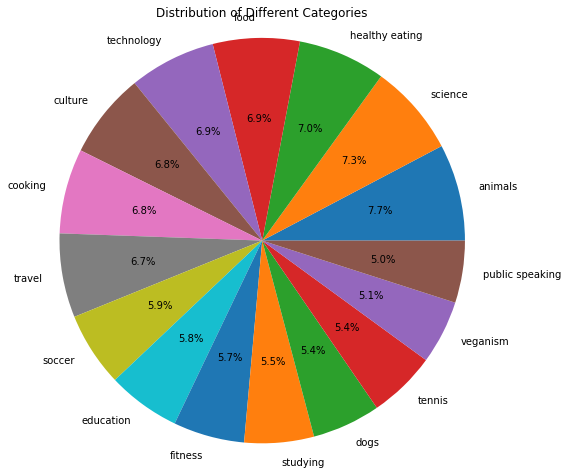 Distribution of Different Categories
food
healthy eating
technology
science
culture
cooking
animals
travel
public speaking
soccer
veganism
education
tennis
fitness
dogs
studying
7.7%
7.3%
7.0%
6.9%
6.9%
6.8%
6.8%
6.7%
5.9%
5.8%
5.7%
5.5%
5.4%
5.4%
5.1%
5.0%